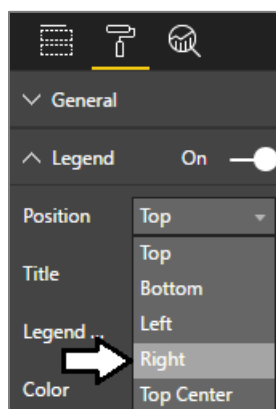 General
Legend On
Position Top
Top
Title
Bottom
Left
Legend ...
Right
Color
Top Center